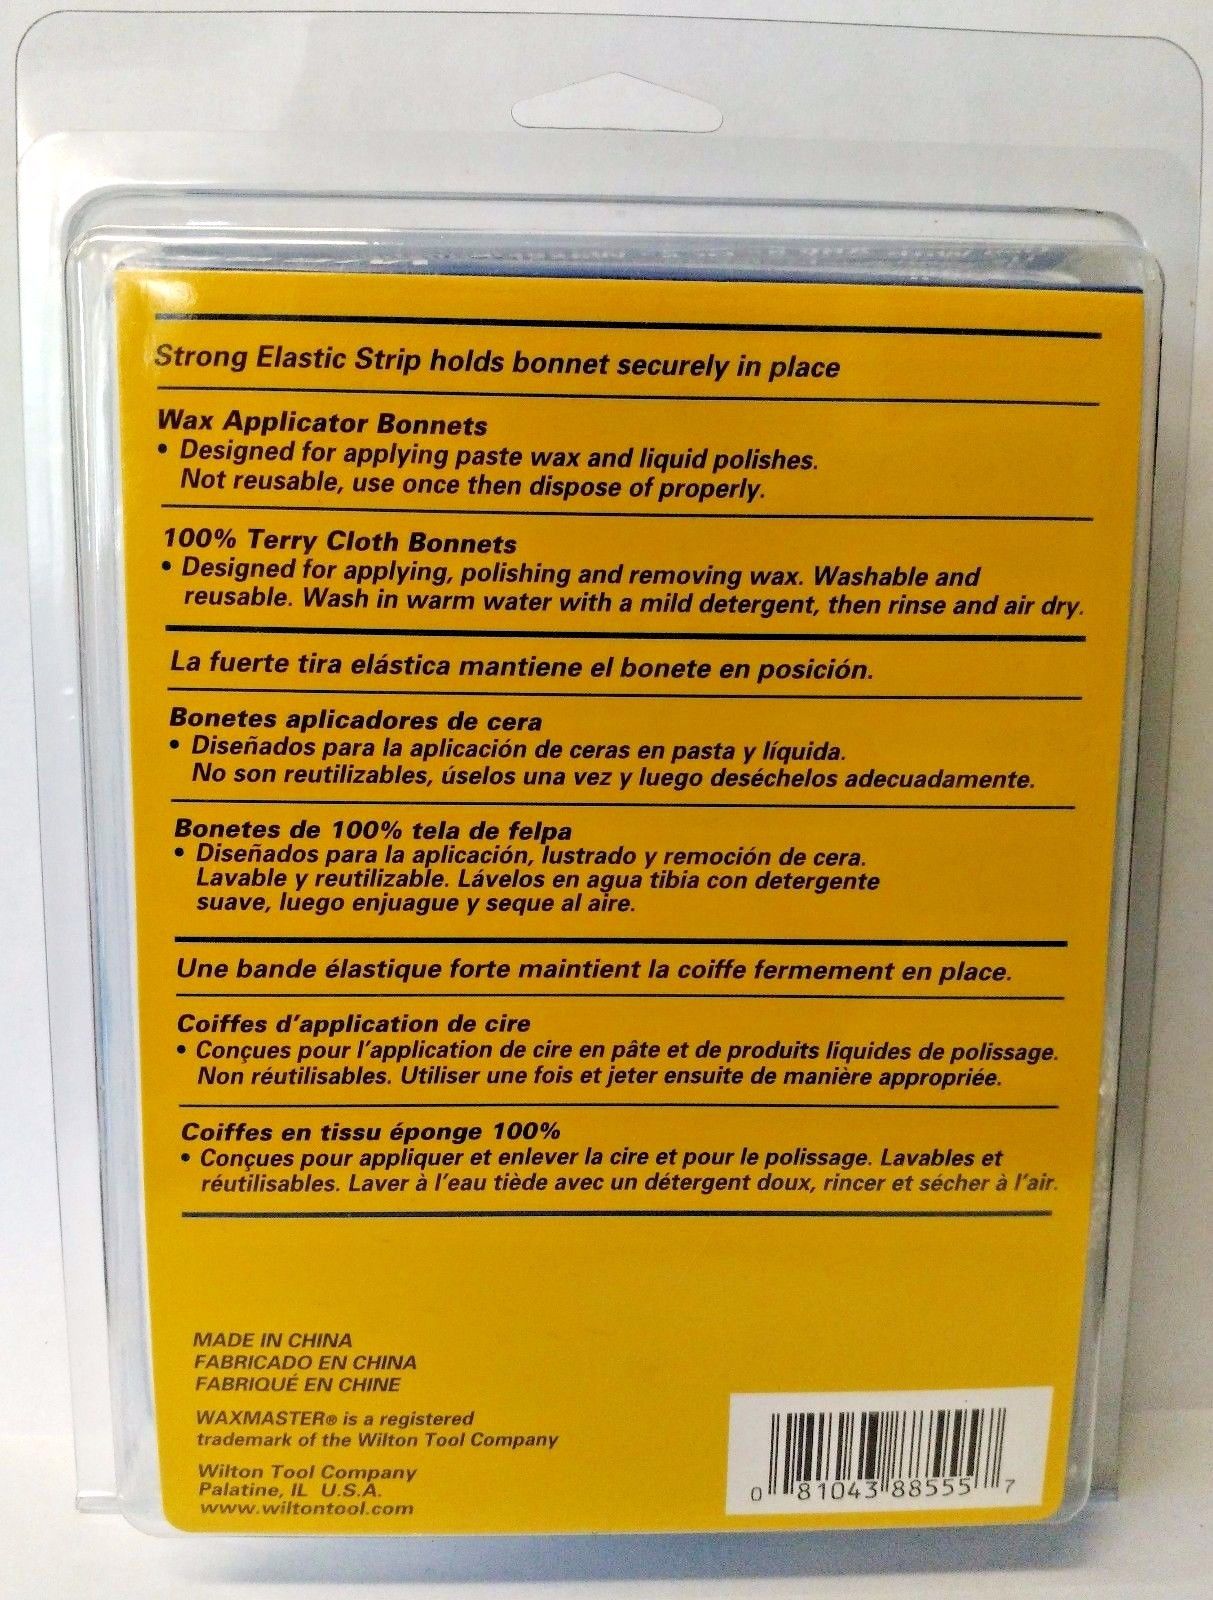 Strong Elastic Strip holds bonnet securely in place
Wax Applicator Bonnets
• Designed for applying paste wax and liquid polishes.
Not reusable, use once then dispose of properly.
100% Terry Cloth Bonnets
• Designed for applying, polishing and removing wax. Washable and
reusable. Wash in warm water with a mild detergent, then rinse and air dry.
La fuerte tira elástica mantiene el bonete en posición.
Bonetes aplicadores de cera
• Diseñados para la aplicación de ceras en pasta y líquida.
No son reutilizables, úselos una vez y luego deséchelos adecuadamente.
Bonetes de 100% tela de felpa
• Diseñados para la aplicación, lustrado y remoción de cera.
Lavable y reutilizable. Lávelos en agua tibia con detergente
suave, luego enjuague y seque al aire.
Une bande élastique forte maintient la coiffe fermement en place.
Coiffes d'application de cire
• Conçues pour l'application de cire en pâte et de produits liquides de polissage.
Non réutilisables. Utiliser une fois et jeter ensuite de manière appropriée.
Coiffes en tissu éponge 100%
• Conçues pour appliquer et enlever la cire et pour le polissage. Lavables et
réutilisables. Laver à l'eau tiède avec un détergent doux, rincer et sécher à l'air.
MADE IN CHINA
FABRICADO EN CHINA
FABRIQUÉ EN CHINE
WAXMASTER® is a registered
trademark of the Wilton Tool Company
Wilton Tool Company
Palatine, IL U.S.A.
www.wiltontool.com
0 81043 88555 7